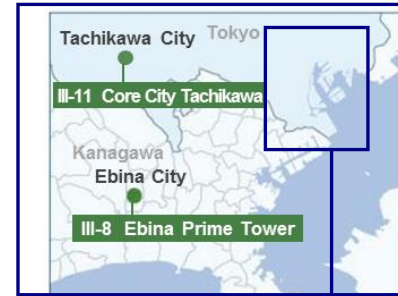 Tachikawa City
Tokyo
III-11 Core City Tachikawa
Kanagawa
Ebina City
III-8 Ebina Prime Tower